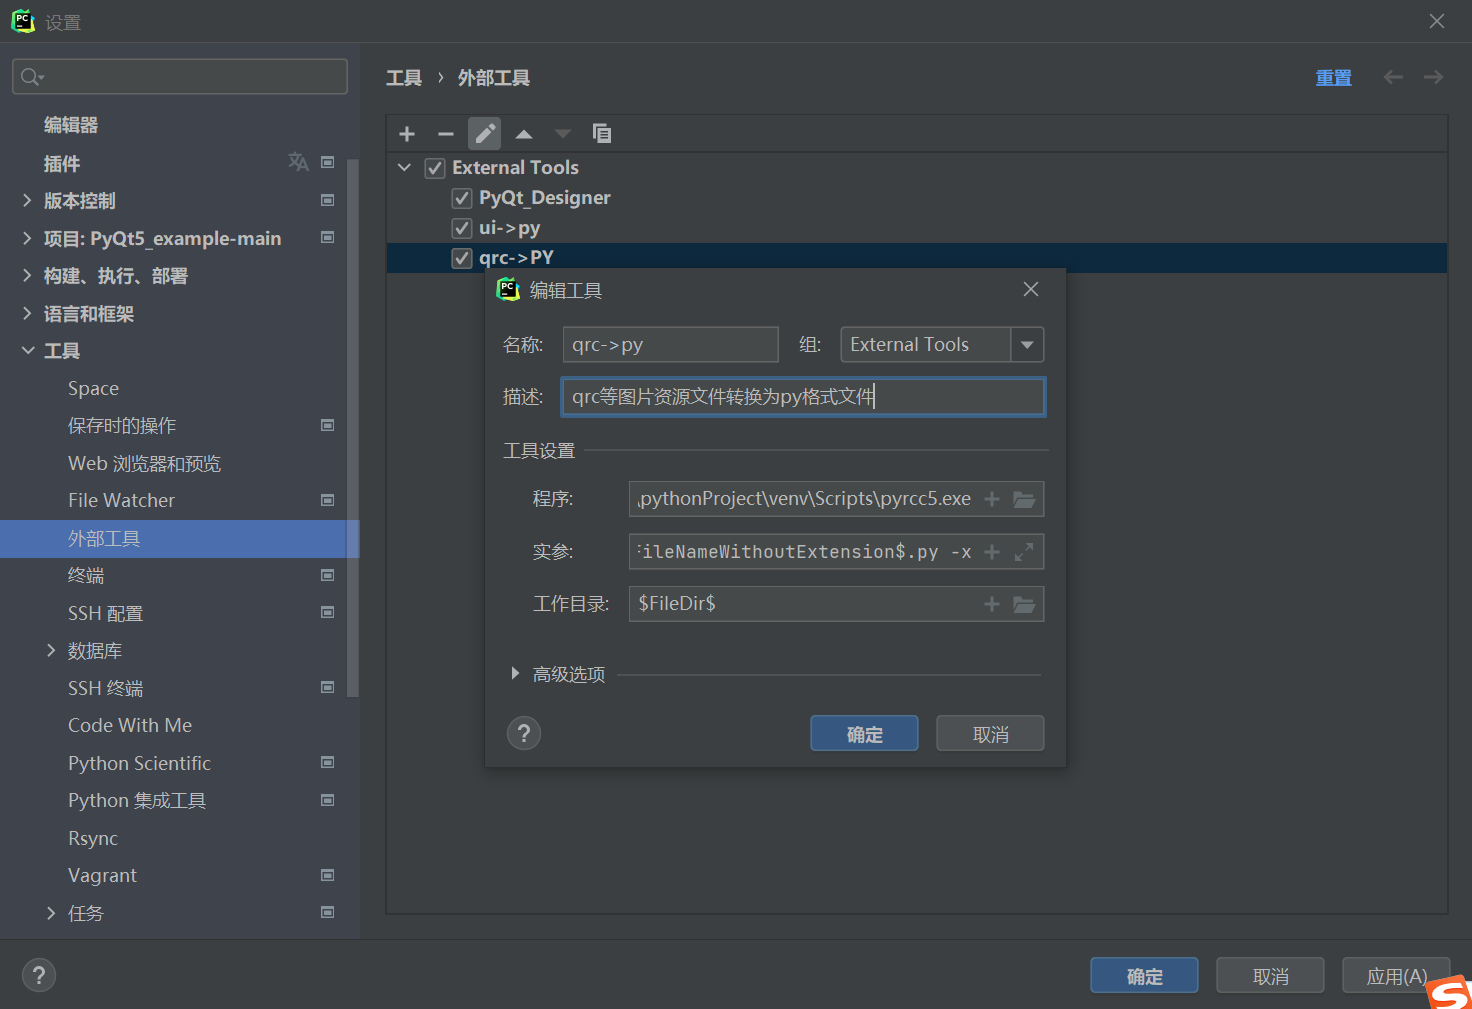 设置
编辑器
插件
版本控制
项目: PyQt5_example-main
构建、执行、部署
语言和框架
工具
Space
保存时的操作
Web 浏览器和预览
File Watcher
外部工具
终端
SSH 配置
数据库
SSH 终端
Code With Me
Python Scientific
Python 集成工具
Rsync
Vagrant
任务
工具 › 外部工具
重置
External Tools
PyQt_Designer
ui->py
qrc->PY
编辑工具
名称: qrc->py 组: External Tools
描述: qrc等图片资源文件转换为py格式文件
工具设置
程序: \pythonProject\venv\Scripts\pyrcc5.exe
实参: FileNameWithoutExtension$.py -x
工作目录: $FileDir$
高级选项
? 确定 取消
? 确定 取消 应用(A)